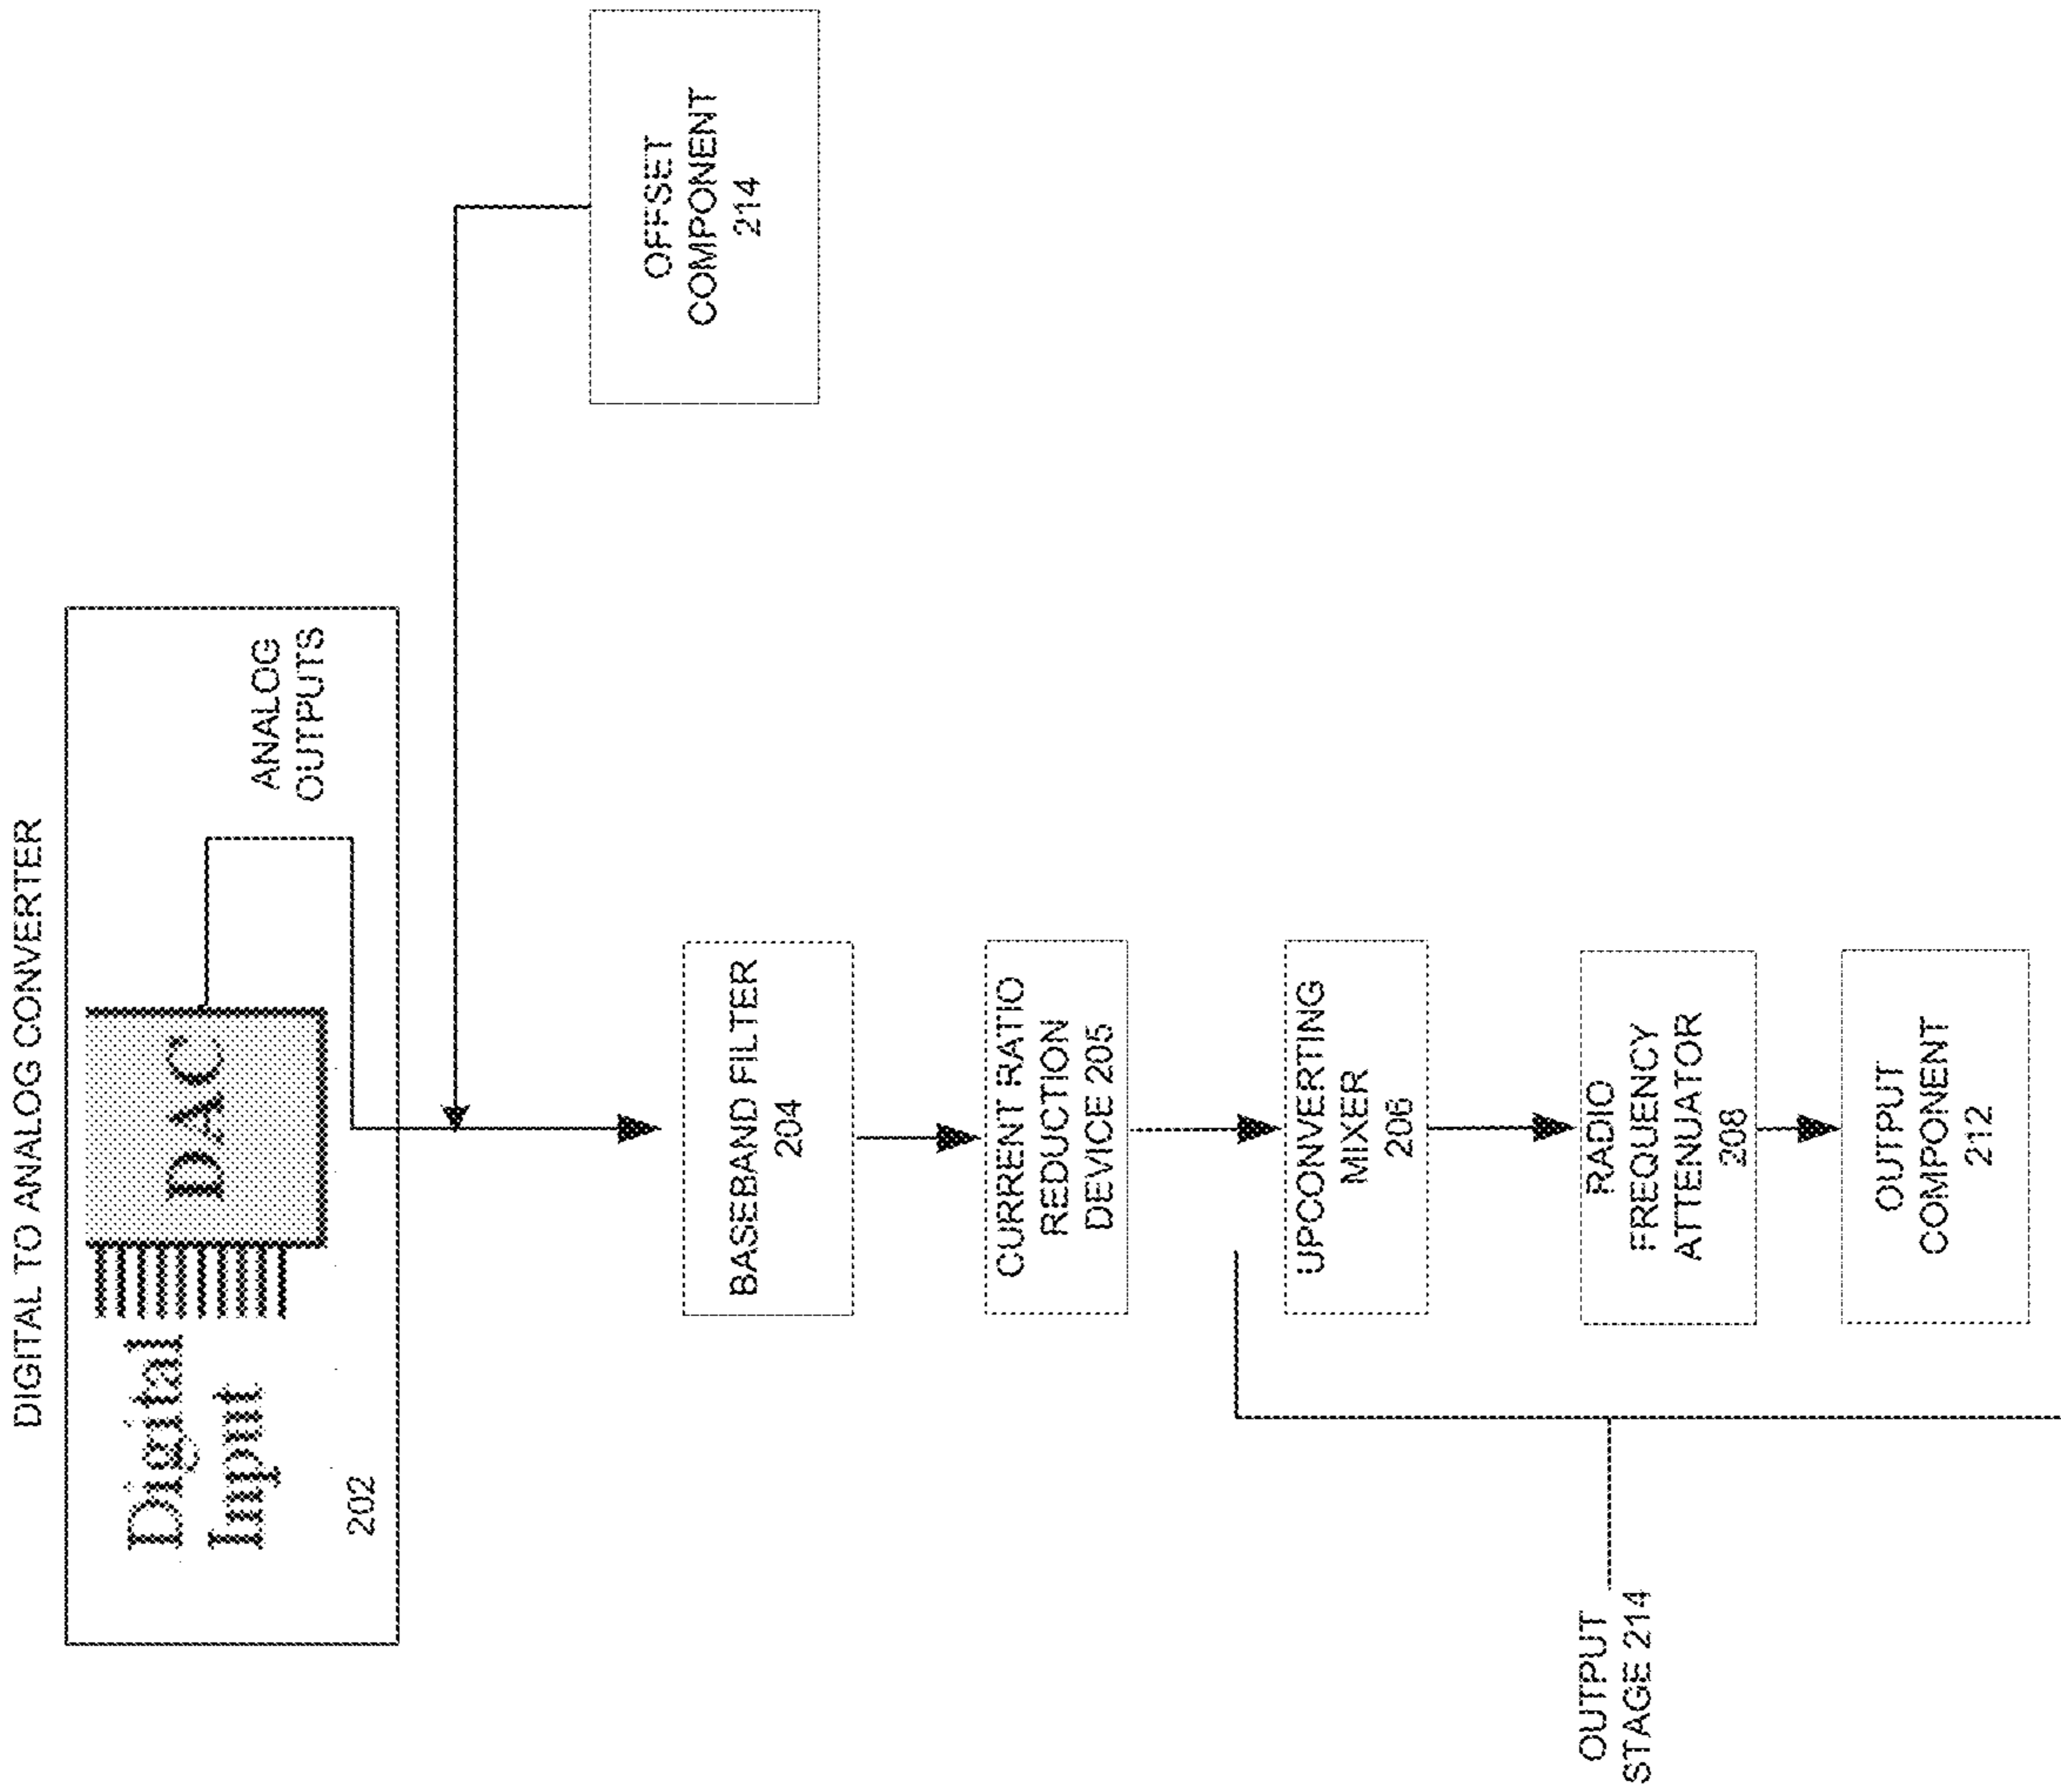 DIGITAL TO ANALOG CONVERTER
Digital
Input
DAC
ANALOG
OUTPUTS
202
OFFSET
COMPONENT
214
BASEBAND FILTER
204
CURRENT RATIO
REDUCTION
DEVICE 205
UPCONVERTING
MIXER
206
RADIO
FREQUENCY
ATTENUATOR
208
OUTPUT
COMPONENT
212
OUTPUT
STAGE 214